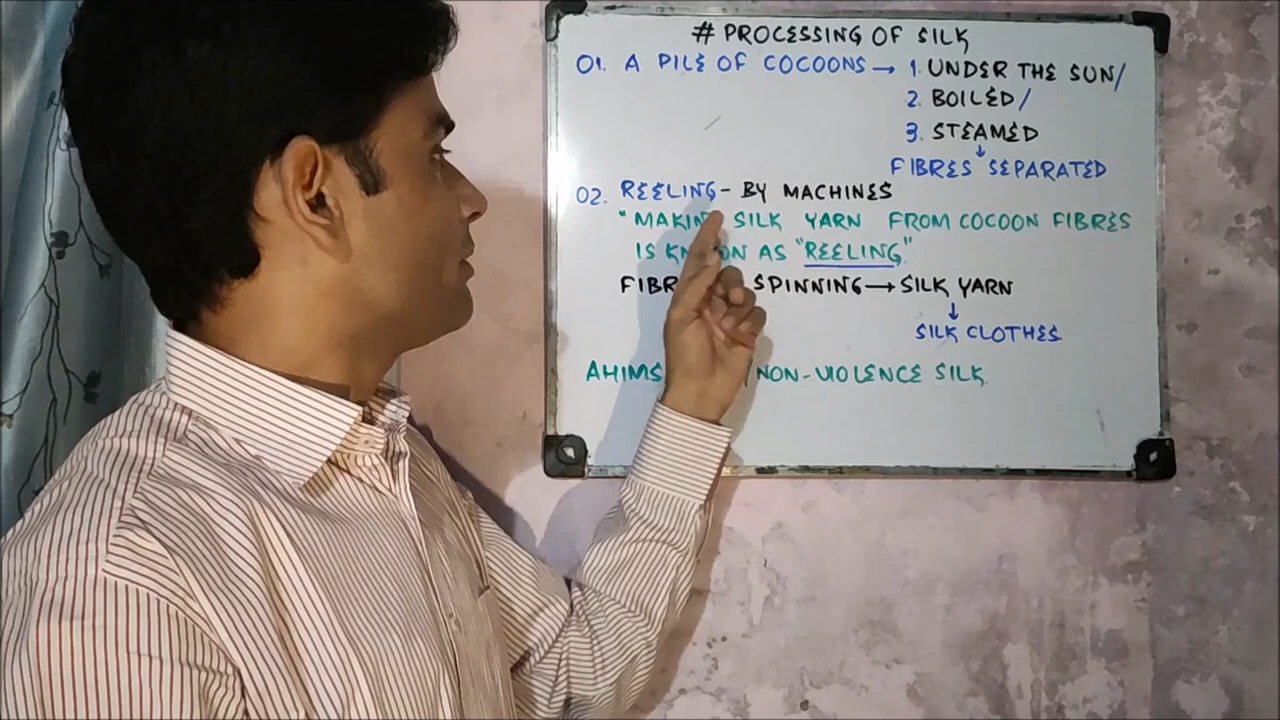 # PROCESSING OF SILK
01. A PILE OF COCOONS → 1. UNDER THE SUN/
2. BOILED/
3. STEAMED
↓
FIBRES SEPARATED
02. REELING - BY MACHINES
"MAKING SILK YARN FROM COCOON FIBRES
IS KNOWN AS "REELING".
SPINNING → SILK YARN
↓
SILK CLOTHES
NON-VIOLENCE SILK.